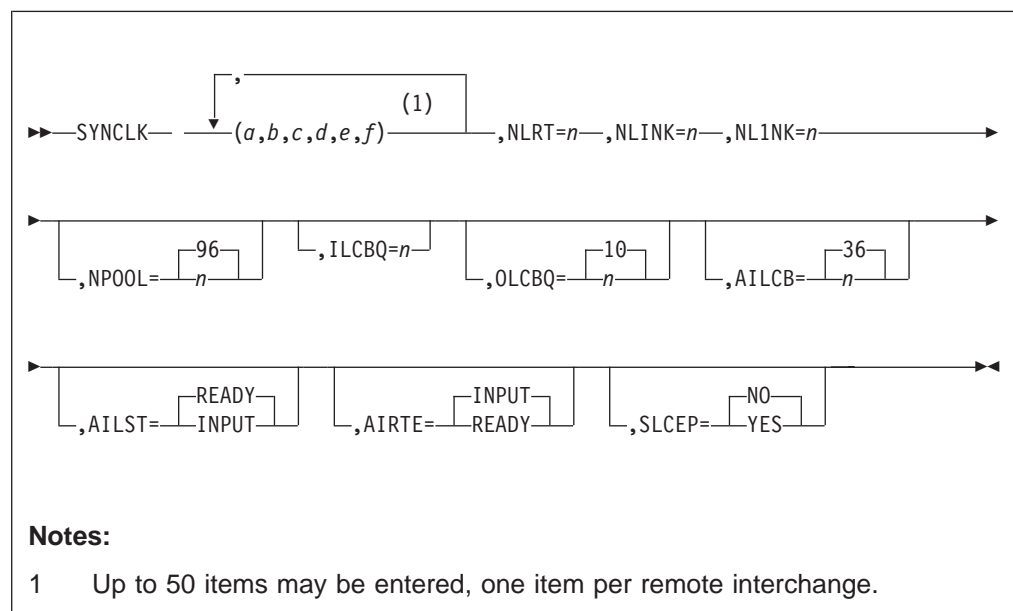 ,
(1)
SYNCLK (a,b,c,d,e,f) ,NLRT=n ,NLINK=n ,NL1NK=n
96 ,ILCBQ=n 10 36
,NPOOL= n ,OLCBQ= n ,AILCB= n
READY INPUT NO
,AILST= INPUT ,AIRTE= READY ,SLCEP= YES
Notes:
1 Up to 50 items may be entered, one item per remote interchange.